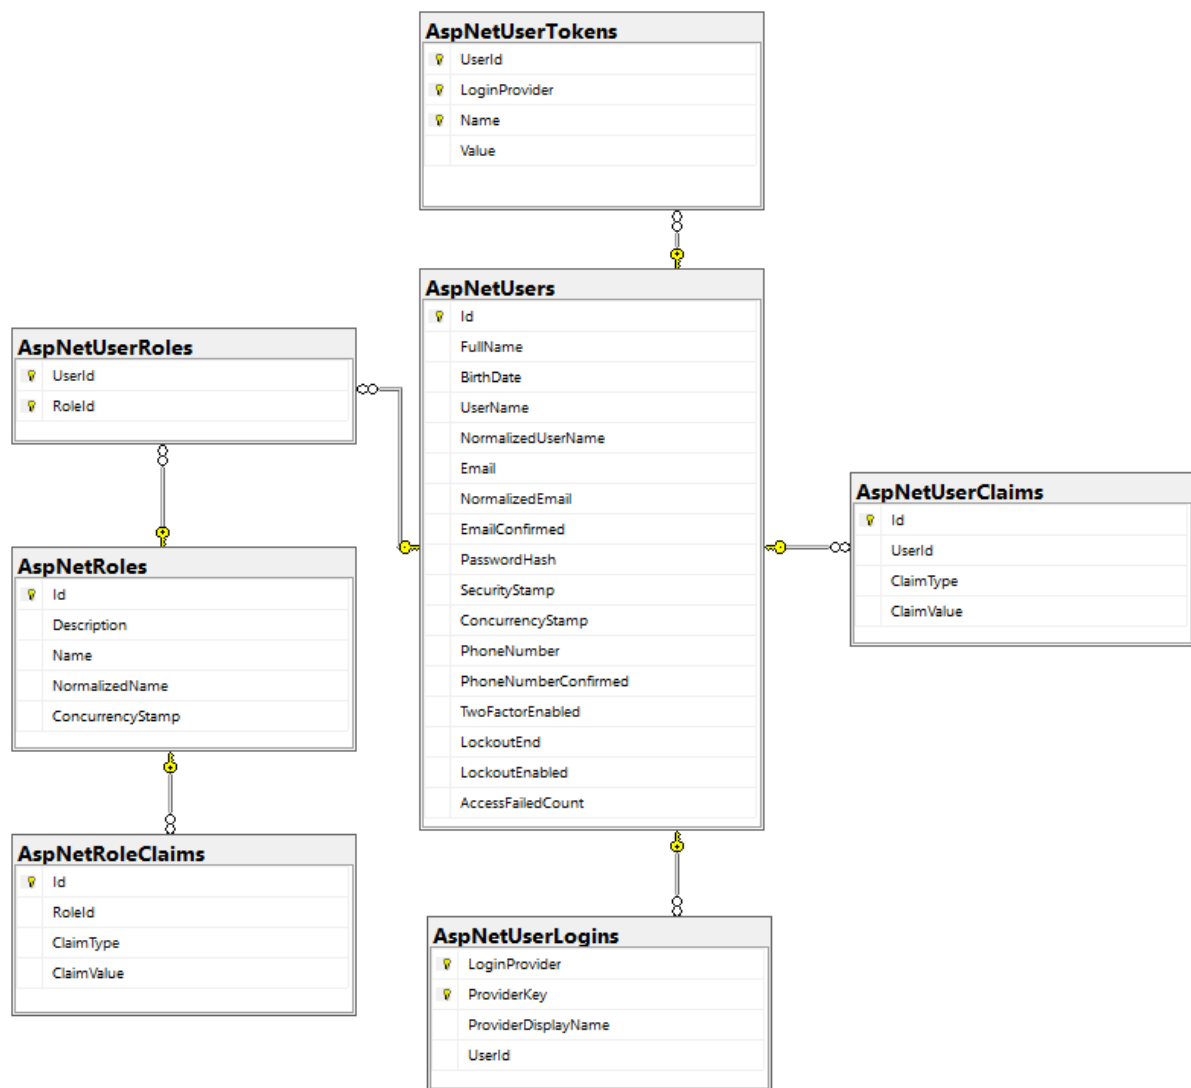 AspNetUserTokens
UserId
LoginProvider
Name
Value
AspNetUsers
Id
FullName
BirthDate
UserName
NormalizedUserName
Email
NormalizedEmail
EmailConfirmed
PasswordHash
SecurityStamp
ConcurrencyStamp
PhoneNumber
PhoneNumberConfirmed
TwoFactorEnabled
LockoutEnd
LockoutEnabled
AccessFailedCount
AspNetUserRoles
UserId
RoleId
AspNetRoles
Id
Description
Name
NormalizedName
ConcurrencyStamp
AspNetRoleClaims
Id
RoleId
ClaimType
ClaimValue
AspNetUserClaims
Id
UserId
ClaimType
ClaimValue
AspNetUserLogins
LoginProvider
ProviderKey
ProviderDisplayName
UserId